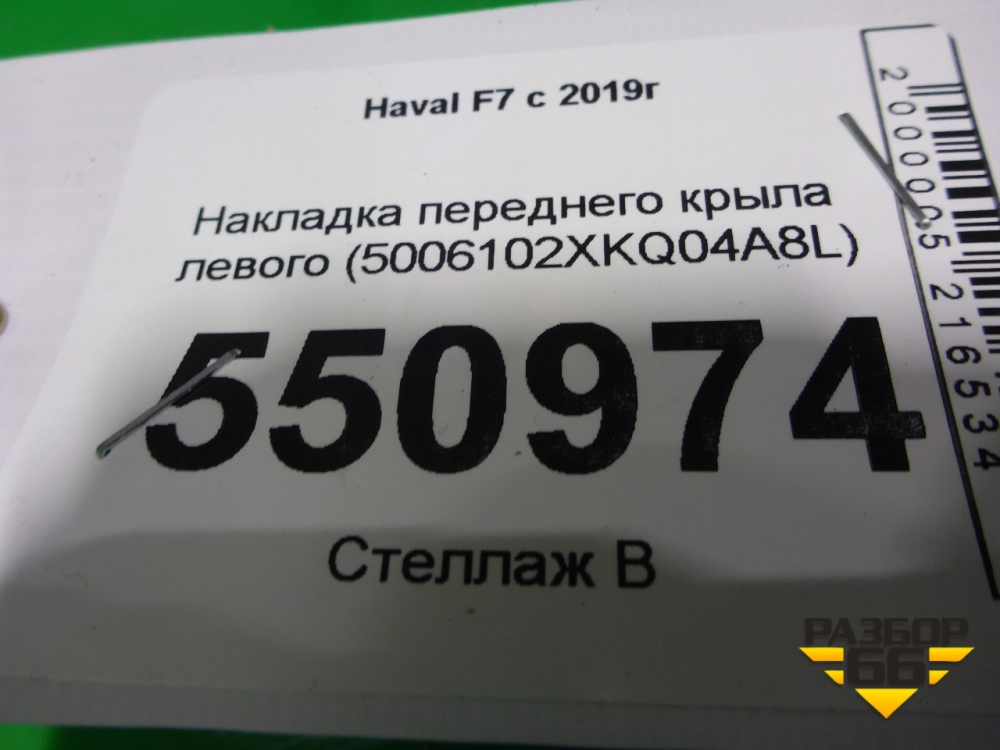 Haval F7 с 2019г
Накладка переднего крыла
левого (5006102XKQ04A8L)
550974
Стеллаж В
2000005216534
РАЗБОР
66